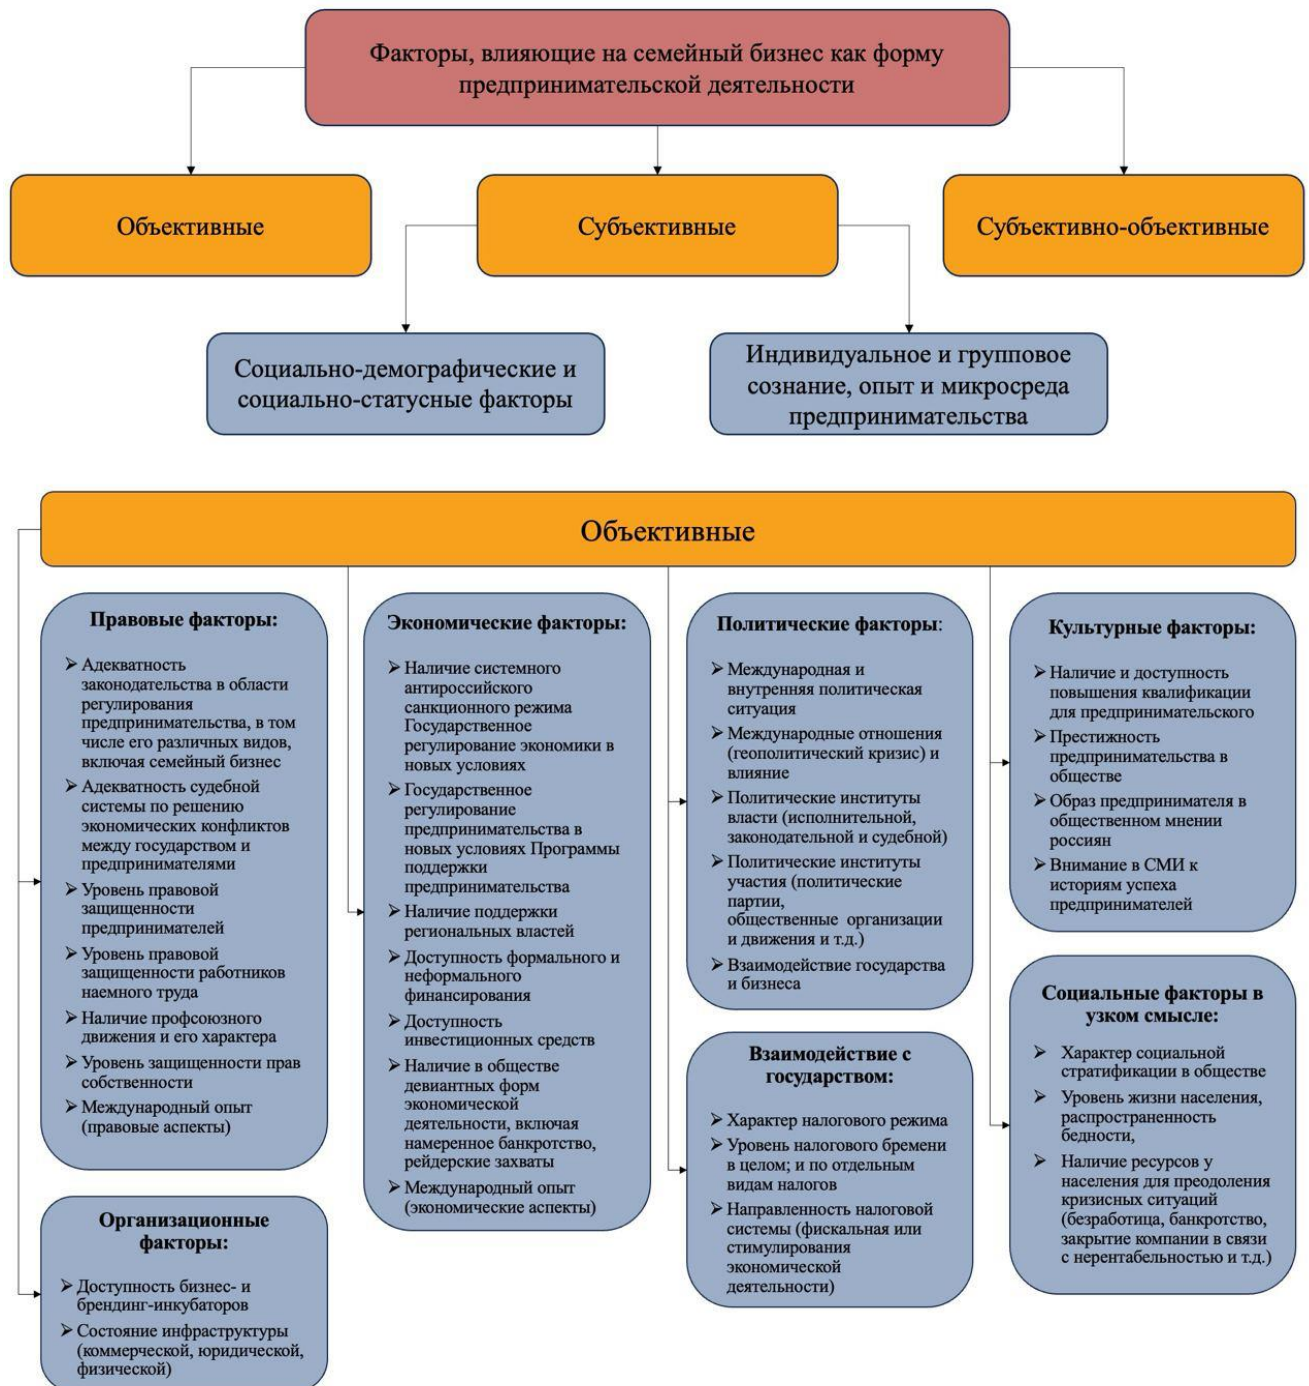 Факторы, влияющие на семейный бизнес как форму
предпринимательской деятельности
Объективные
Субъективные
Субъективно-объективные
Социально-демографические и
социально-статусные факторы
Индивидуальное и групповое
сознание, опыт и микросреда
предпринимательства
Объективные
Правовые факторы:
➢ Адекватность
законодательства в области
регулирования
предпринимательства, в том
числе его различных видов,
включая семейный бизнес
➢ Адекватность судебной
системы по решению
экономических конфликтов
между государством и
предпринимателями
➢ Уровень правовой
защищенности
предпринимателей
➢ Уровень правовой
защищенности работников
наемного труда
➢ Наличие профсоюзного
движения и его характера
➢ Уровень защищенности прав
собственности
➢ Международный опыт
(правовые аспекты)
Организационные
факторы:
➢ Доступность бизнес- и
брендинг-инкубаторов
➢ Состояние инфраструктуры
(коммерческой, юридической,
физической)
Экономические факторы:
➢ Наличие системного
антироссийского
санкционного режима
Государственное
регулирование экономики в
новых условиях
➢ Государственное
регулирование
предпринимательства в
новых условиях Программы
поддержки
предпринимательства
➢ Наличие поддержки
региональных властей
➢ Доступность формального и
неформального
финансирования
➢ Доступность
инвестиционных средств
➢ Наличие в обществе
девиантных форм
экономической
деятельности, включая
намеренное банкротство,
рейдерские захваты
➢ Международный опыт
(экономические аспекты)
Политические факторы:
➢ Международная и
внутренняя политическая
ситуация
➢ Международные отношения
(геополитический кризис) и
влияние
➢ Политические институты
власти (исполнительной,
законодательной и судебной)
➢ Политические институты
участия (политические
партии,
общественные организации
и движения и т.д.)
➢ Взаимодействие государства
и бизнеса
Взаимодействие с
государством:
➢ Характер налогового режима
➢ Уровень налогового бремени
в целом; и по отдельным
видам налогов
➢ Направленность налоговой
системы (фискальная или
стимулирования
экономической
деятельности)
Культурные факторы:
➢ Наличие и доступность
повышения квалификации
для предпринимательского
➢ Престижность
предпринимательства в
обществе
➢ Образ предпринимателя в
общественном мнении
россиян
➢ Внимание в СМИ к
историям успеха
предпринимателей
Социальные факторы в
узком смысле:
➢ Характер социальной
стратификации в обществе
➢ Уровень жизни населения,
распространенность
бедности,
➢ Наличие ресурсов у
населения для преодоления
кризисных ситуаций
(безработица, банкротство,
закрытие компании в связи
с нерентабельностью и т.д.)